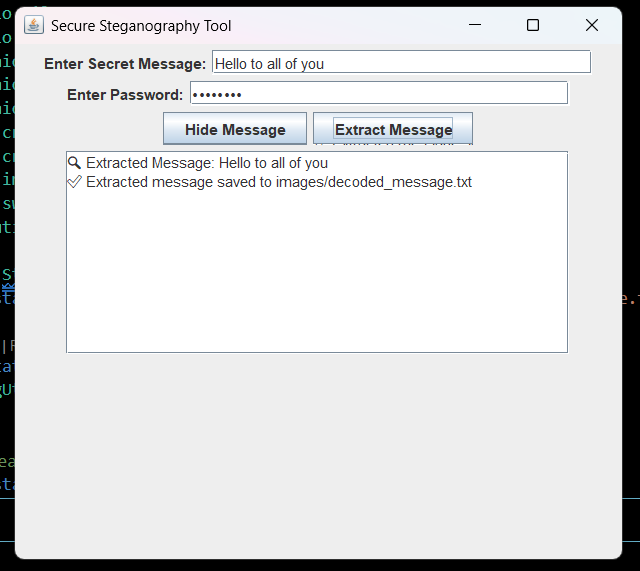 Secure Steganography Tool
Enter Secret Message: Hello to all of you
Enter Password: ••••••••
Hide Message Extract Message
Extracted Message: Hello to all of you
Extracted message saved to images/decoded_message.txt